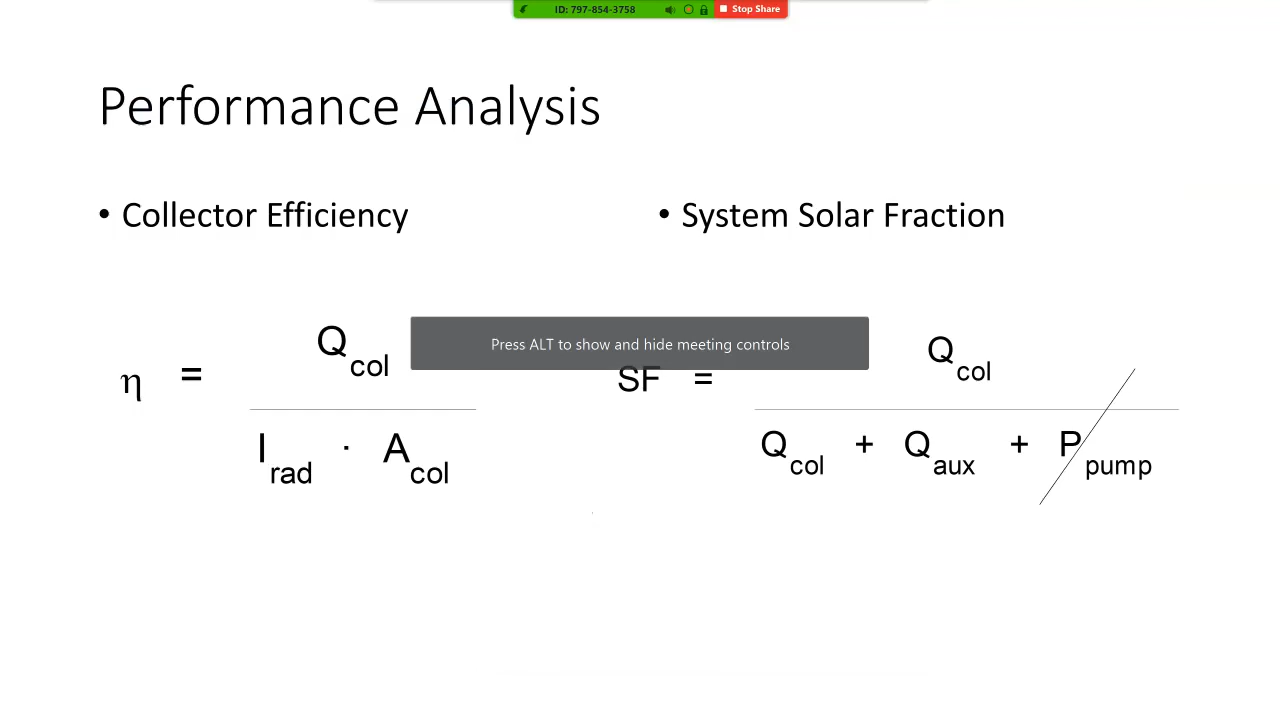 ID: 797-854-3758 Stop Share
Performance Analysis
• Collector Efficiency
• System Solar Fraction
Press ALT to show and hide meeting controls
η = Q col
I rad · A col
SF = Q col
Q col + Q aux + P pump